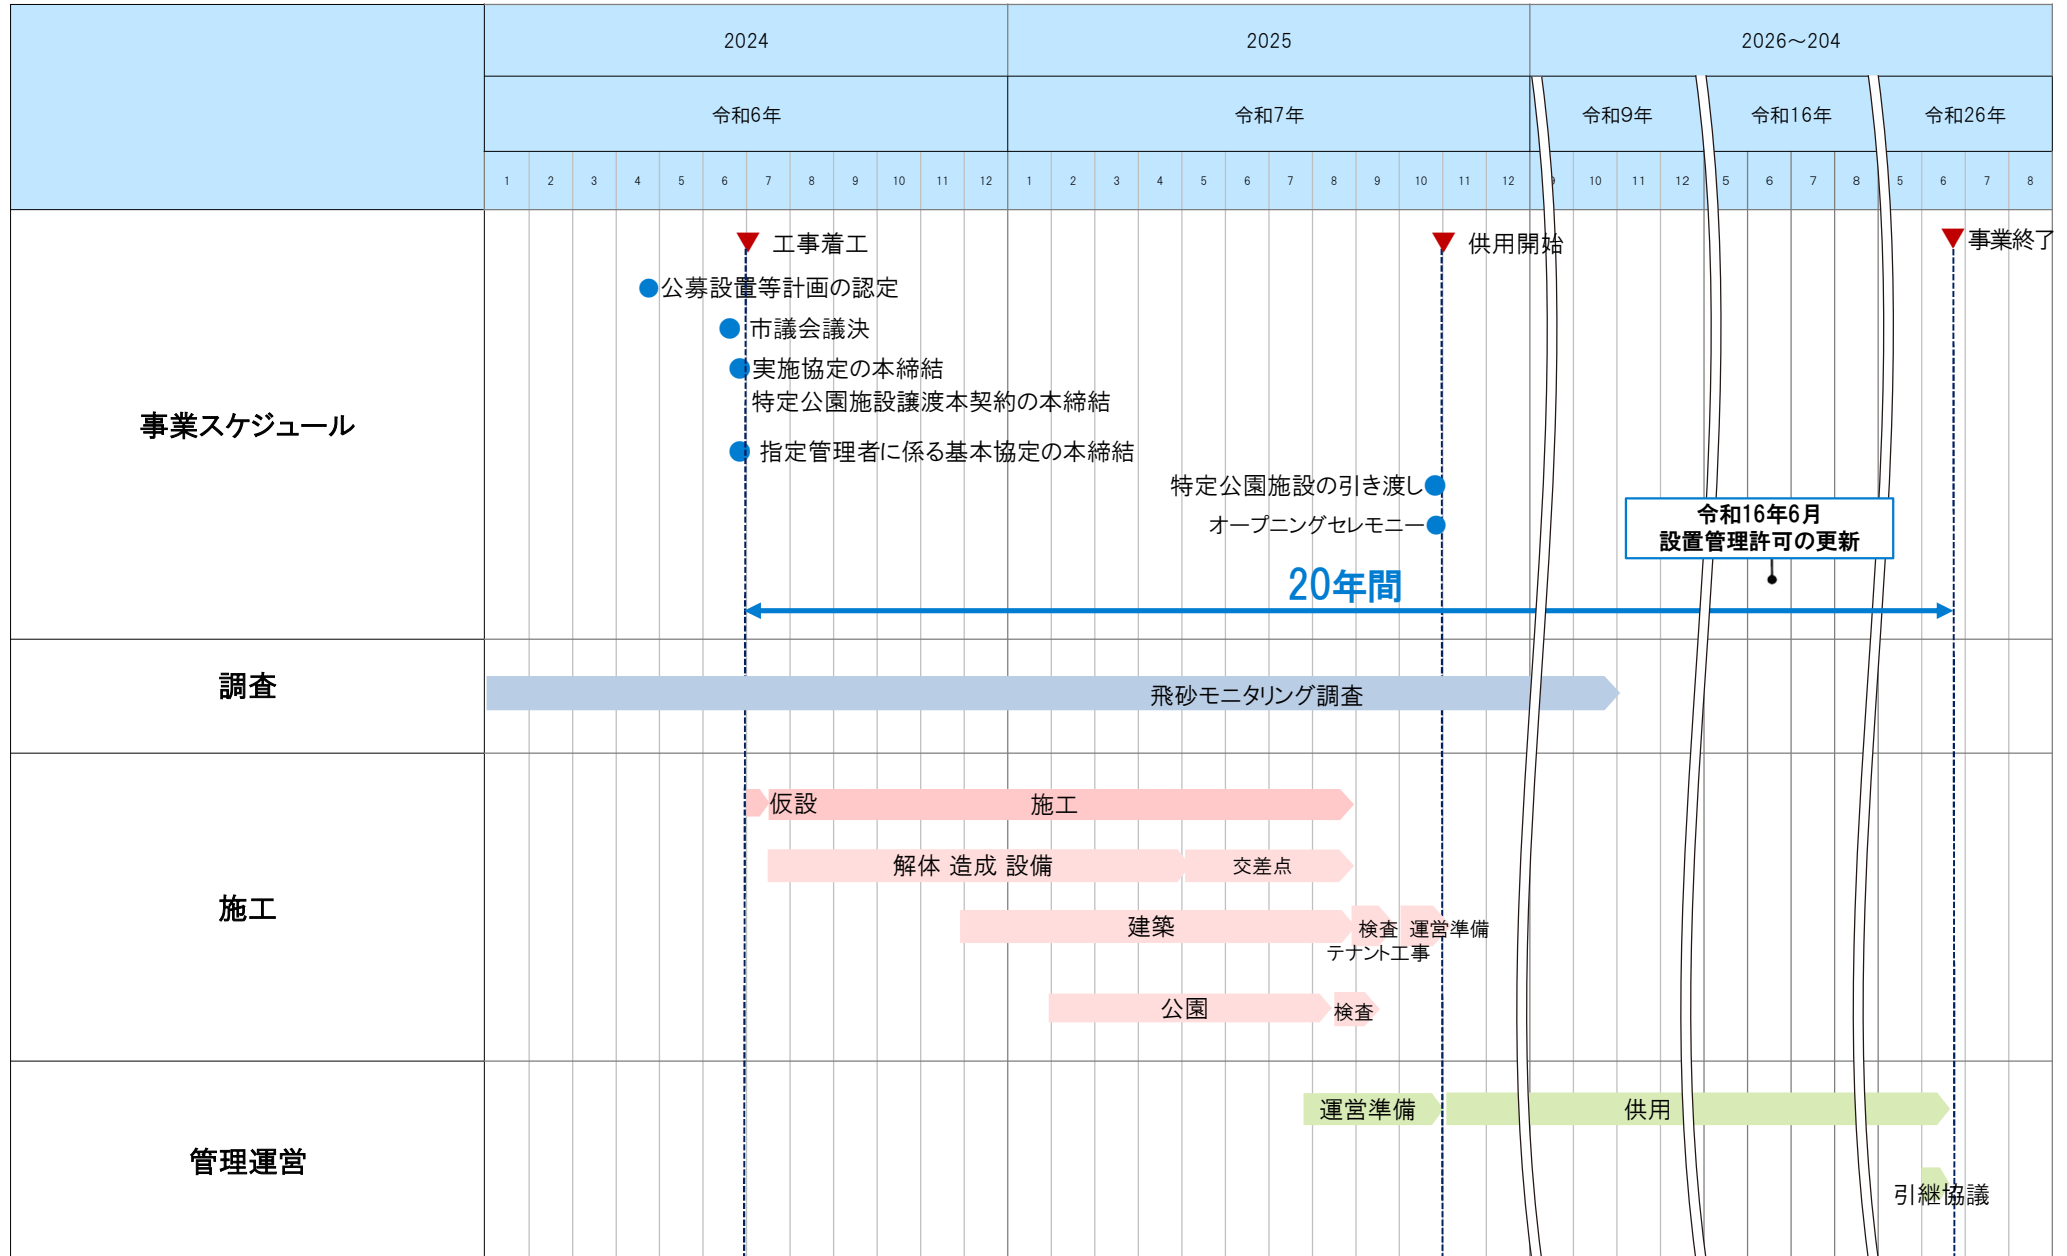 2024 2025 2026～204
令和6年 令和7年 令和9年 令和16年 令和26年
1 2 3 4 5 6 7 8 9 10 11 12 1 2 3 4 5 6 7 8 9 10 11 12 9 10 11 12 5 6 7 8 5 6 7 8
事業スケジュール
工事着工 供用開始 事業終了
公募設置等計画の認定
市議会議決
実施協定の本締結
特定公園施設譲渡本契約の本締結
指定管理者に係る基本協定の本締結
特定公園施設の引き渡し
オープニングセレモニー
令和16年6月
設置管理許可の更新
20年間
調査
飛砂モニタリング調査
施工
仮設 施工
解体 造成 設備 交差点
建築 検査 運営準備
テナント工事
公園 検査
管理運営
運営準備 供用
引継協議